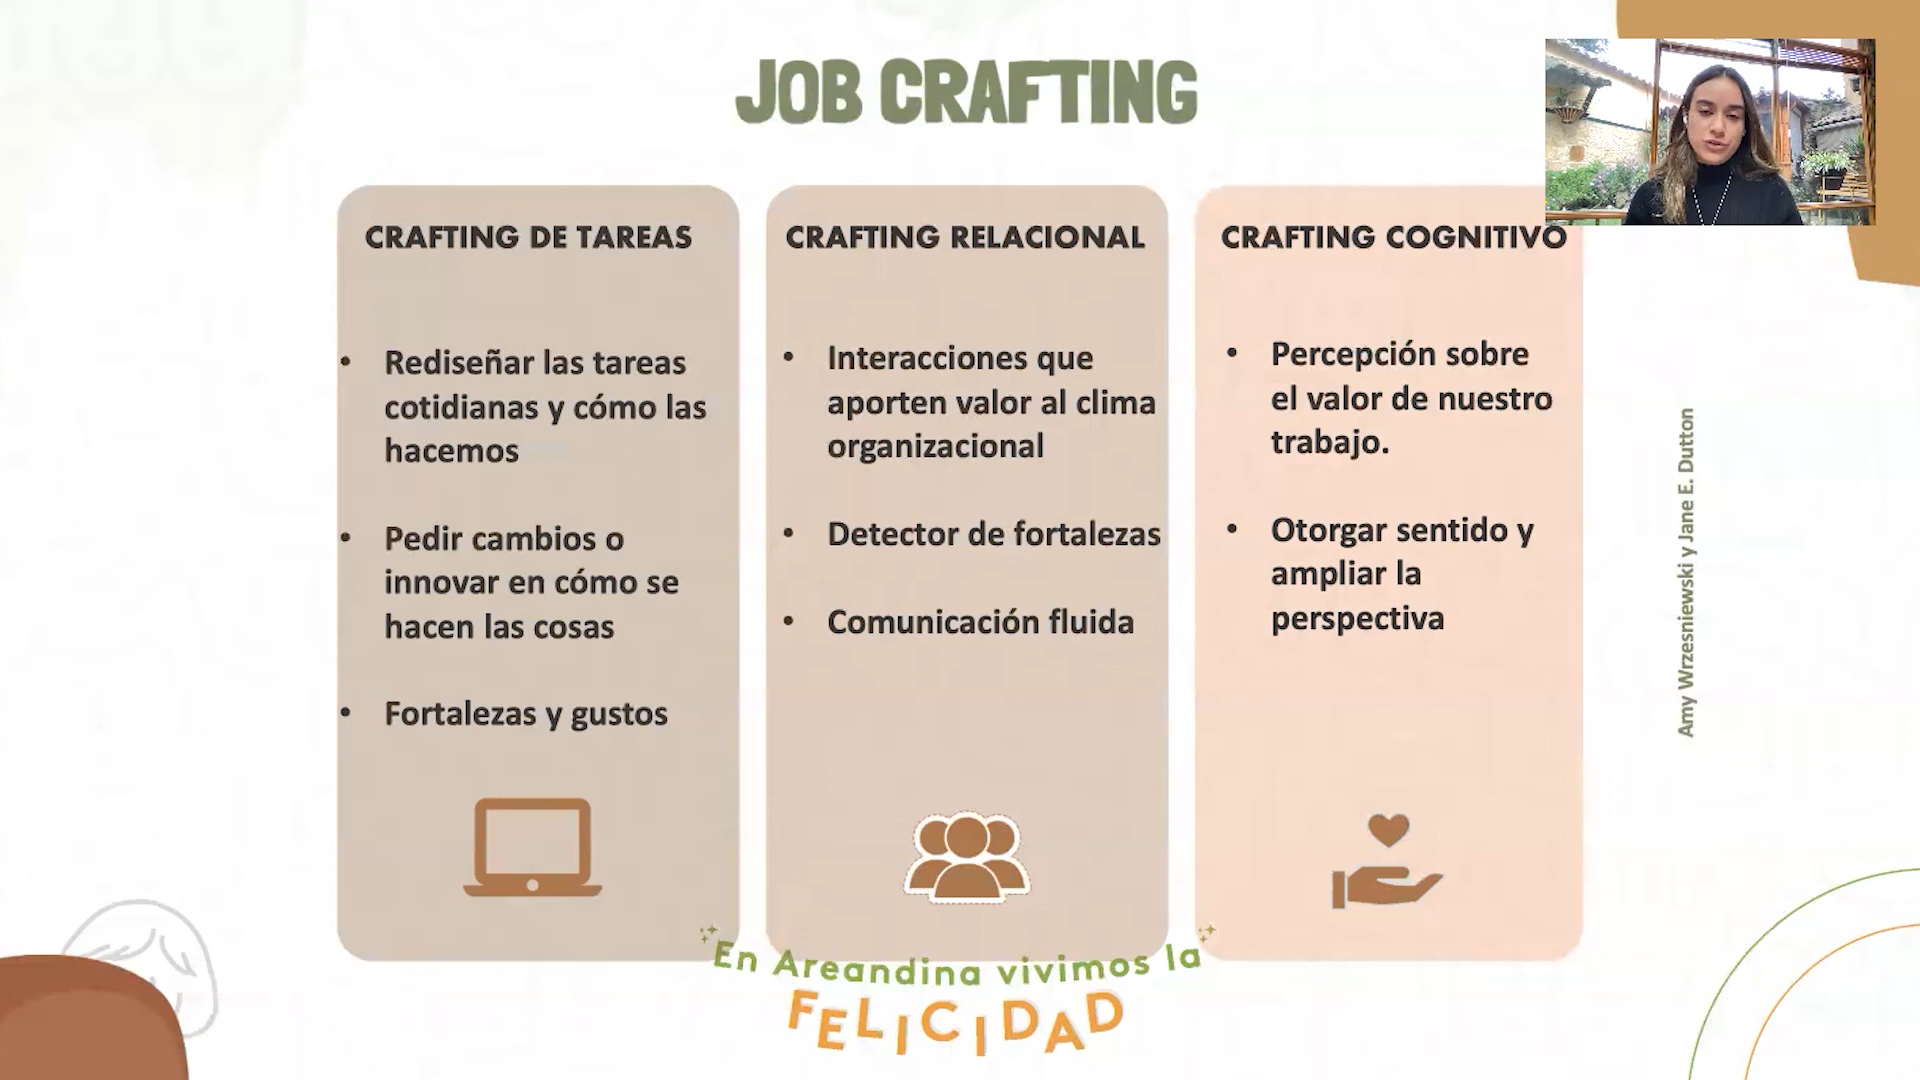 JOB CRAFTING
CRAFTING DE TAREAS
• Rediseñar las tareas
cotidianas y cómo las
hacemos
• Pedir cambios o
innovar en cómo se
hacen las cosas
• Fortalezas y gustos
CRAFTING RELACIONAL
• Interacciones que
aporten valor al clima
organizacional
• Detector de fortalezas
• Comunicación fluida
CRAFTING COGNITIVO
• Percepción sobre
el valor de nuestro
trabajo.
• Otorgar sentido y
ampliar la
perspectiva
Amy Wrzesniewski y Jane E. Dutton
En Areandina vivimos la
FELICIDAD